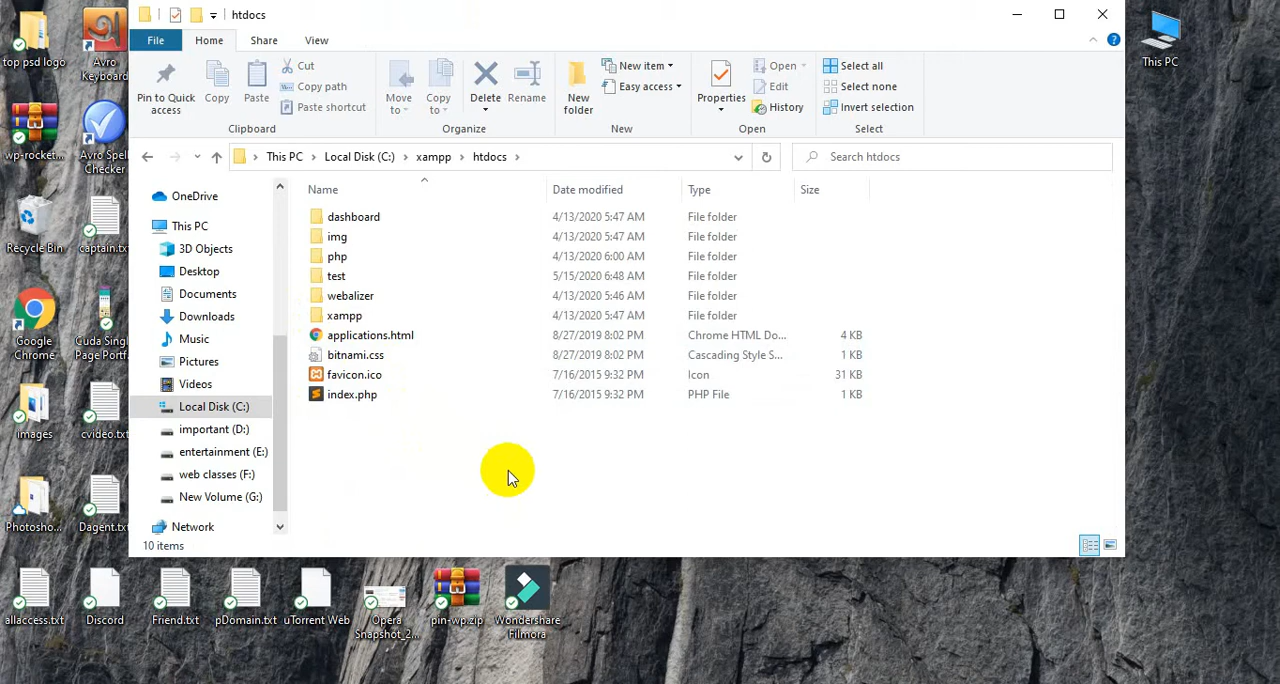 htdocs
File Home Share View
Pin to Quick access
Copy
Paste
Cut
Copy path
Paste shortcut
Clipboard
Move to
Copy to
Delete
Rename
Organize
New folder
New item
Easy access
New
Properties
Open
Edit
History
Open
Select all
Select none
Invert selection
Select
This PC > Local Disk (C:) > xampp > htdocs >
Search htdocs
OneDrive
This PC
3D Objects
Desktop
Documents
Downloads
Music
Pictures
Videos
Local Disk (C:)
important (D:)
entertainment (E:)
web classes (F:)
New Volume (G:)
Network
Name Date modified Type Size
dashboard 4/13/2020 5:47 AM File folder
img 4/13/2020 5:47 AM File folder
php 4/13/2020 6:00 AM File folder
test 5/15/2020 6:48 AM File folder
webalizer 4/13/2020 5:46 AM File folder
xampp 4/13/2020 5:47 AM File folder
applications.html 8/27/2019 8:02 PM Chrome HTML Do... 4 KB
bitnami.css 8/27/2019 8:02 PM Cascading Style S... 1 KB
favicon.ico 7/16/2015 9:32 PM Icon 31 KB
index.php 7/16/2015 9:32 PM PHP File 1 KB
10 items
top psd logo
Avro
Keyboard
wp-rocket...
Avro Spell
Checker
Recycle Bin
captain.tx
Google
Chrome
Cuda Singl
Page Portf
images
cvideo.txt
Photosho...
Dagent.txt
allaccess.txt
Discord
Friend.txt
pDomain.txt
uTorrent Web
Opera
Snapshot_2...
pin-wp.zip
Wondershare
Filmora
This PC